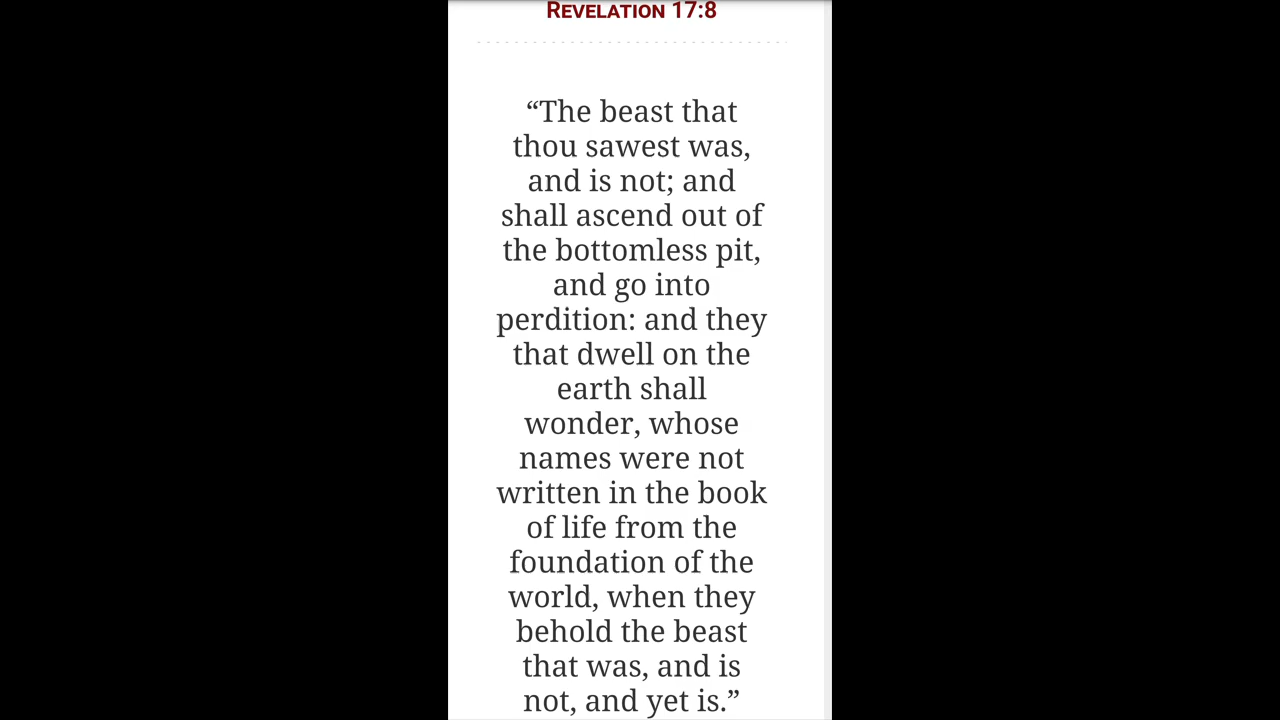 Revelation 17:8
“The beast that
thou sawest was,
and is not; and
shall ascend out of
the bottomless pit,
and go into
perdition: and they
that dwell on the
earth shall
wonder, whose
names were not
written in the book
of life from the
foundation of the
world, when they
behold the beast
that was, and is
not, and yet is.”